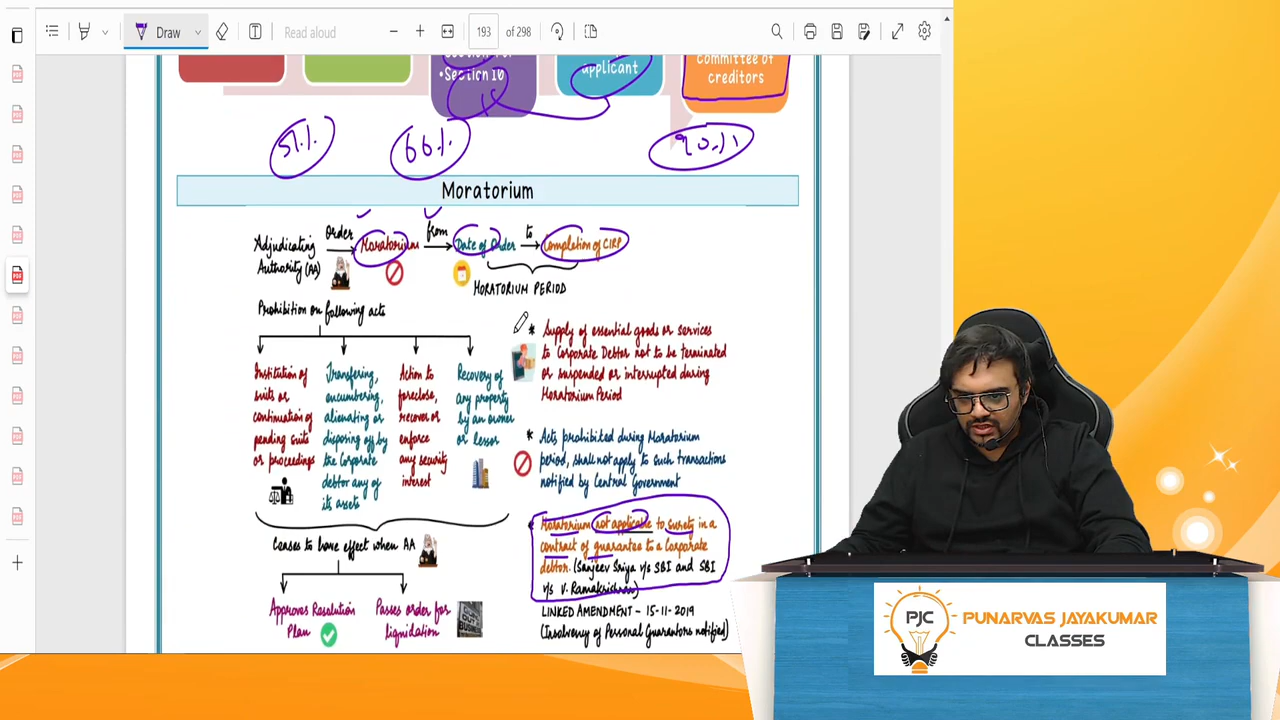 Draw
Read aloud
193 of 298
•Section 10
applicant
Committee of
creditors
51%
66%
90%
Moratorium
Adjudicating
Authority (AA)
Order
Moratorium
from
Date of Order
to
Completion of CIRP
MORATORIUM PERIOD
Prohibition on following acts
Institution of
suits or
continuation of
pending suits
or proceedings
Transfering,
encumbering,
alienating or
disposing off by
the Corporate
debtor any of
its assets
Action to
foreclose,
recover or
enforce
any security
interest
Recovery of
any property
by an owner
or lessor
* Supply of essential goods or services
to Corporate Debtor not to be terminated
or suspended or interrupted during
Moratorium Period
* Acts prohibited during Moratorium
period, shall not apply to such transactions
notified by Central Government
Moratorium not applicable to surety in a
contract of guarantee to a Corporate
debtor. (Sanjeev Sriya v/s SBI and SBI
v/s V. Ramakrishnan)
LINKED AMENDMENT - 15-11-2019
(Insolvency of Personal Guarantors notified)
Ceases to have effect when AA
Approves Resolution
Plan
Passes order for
liquidation
PJC
PUNARVAS JAYAKUMAR
CLASSES